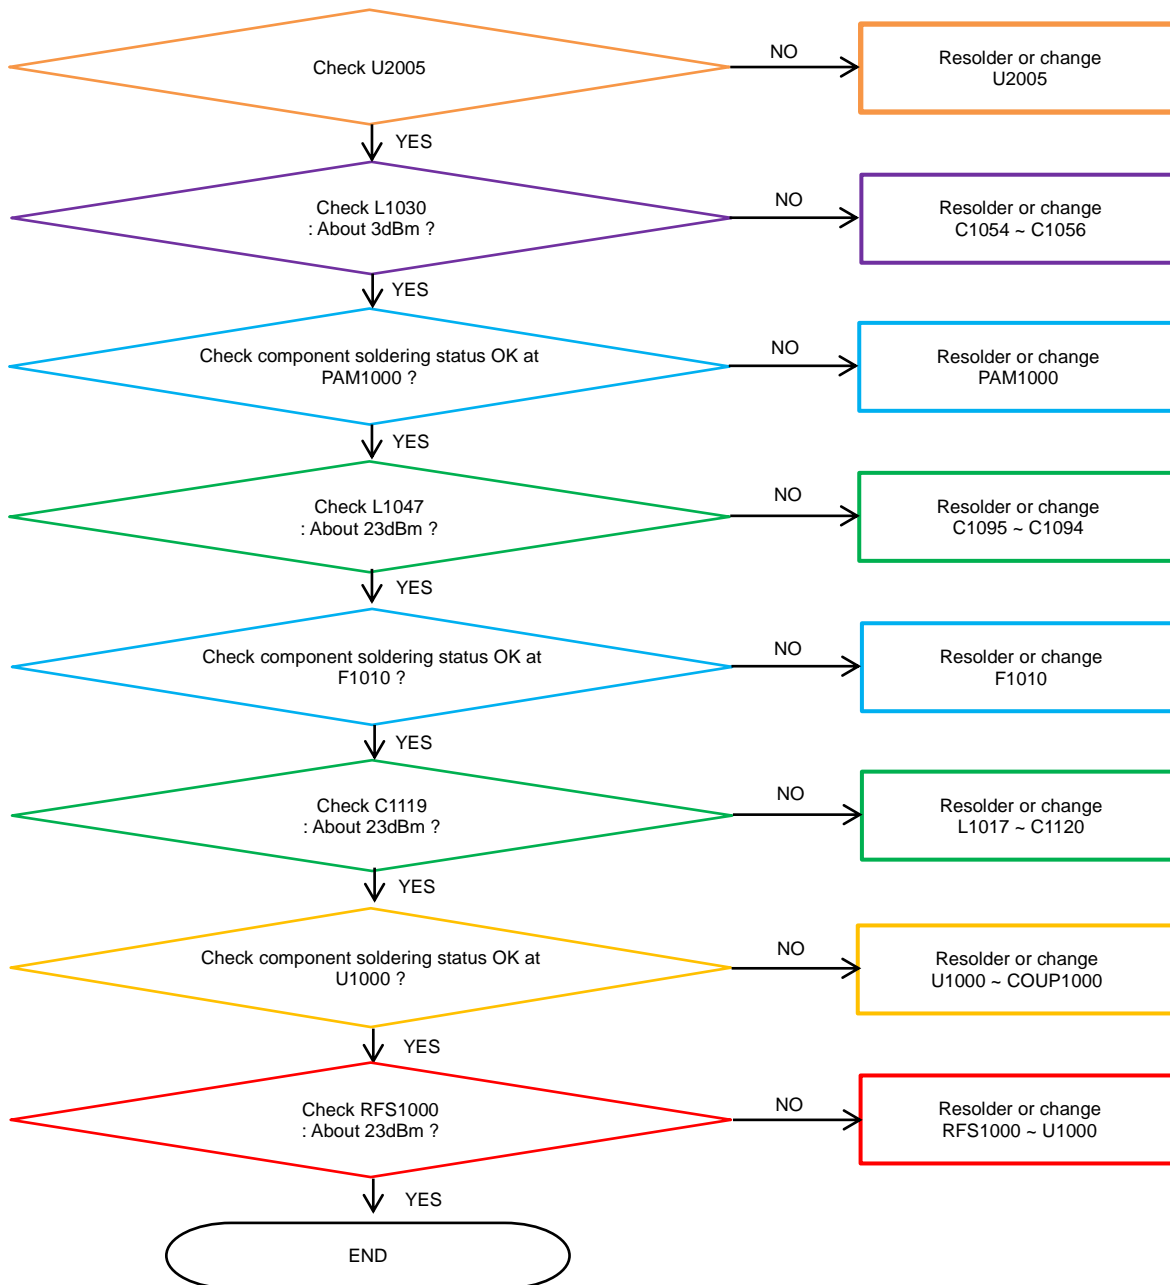 Check U2005
NO
Resolder or change
U2005
YES
Check L1030
: About 3dBm ?
NO
Resolder or change
C1054 ~ C1056
YES
Check component soldering status OK at
PAM1000 ?
NO
Resolder or change
PAM1000
YES
Check L1047
: About 23dBm ?
NO
Resolder or change
C1095 ~ C1094
YES
Check component soldering status OK at
F1010 ?
NO
Resolder or change
F1010
YES
Check C1119
: About 23dBm ?
NO
Resolder or change
L1017 ~ C1120
YES
Check component soldering status OK at
U1000 ?
NO
Resolder or change
U1000 ~ COUP1000
YES
Check RFS1000
: About 23dBm ?
NO
Resolder or change
RFS1000 ~ U1000
YES
END